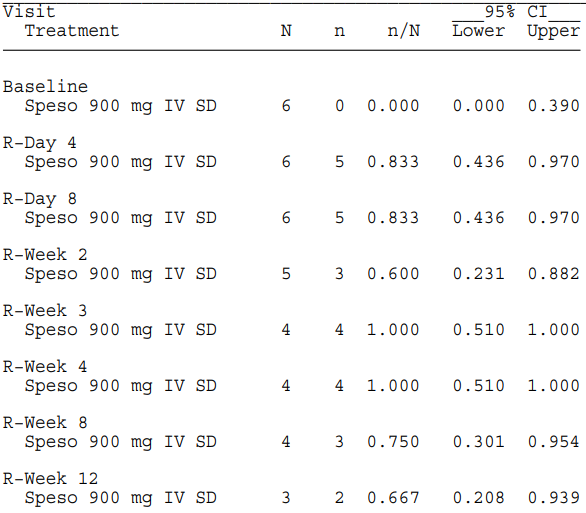 Visit ___95% CI___
Treatment N n n/N Lower Upper
Baseline
Speso 900 mg IV SD 6 0 0.000 0.000 0.390
R-Day 4
Speso 900 mg IV SD 6 5 0.833 0.436 0.970
R-Day 8
Speso 900 mg IV SD 6 5 0.833 0.436 0.970
R-Week 2
Speso 900 mg IV SD 5 3 0.600 0.231 0.882
R-Week 3
Speso 900 mg IV SD 4 4 1.000 0.510 1.000
R-Week 4
Speso 900 mg IV SD 4 4 1.000 0.510 1.000
R-Week 8
Speso 900 mg IV SD 4 3 0.750 0.301 0.954
R-Week 12
Speso 900 mg IV SD 3 2 0.667 0.208 0.939